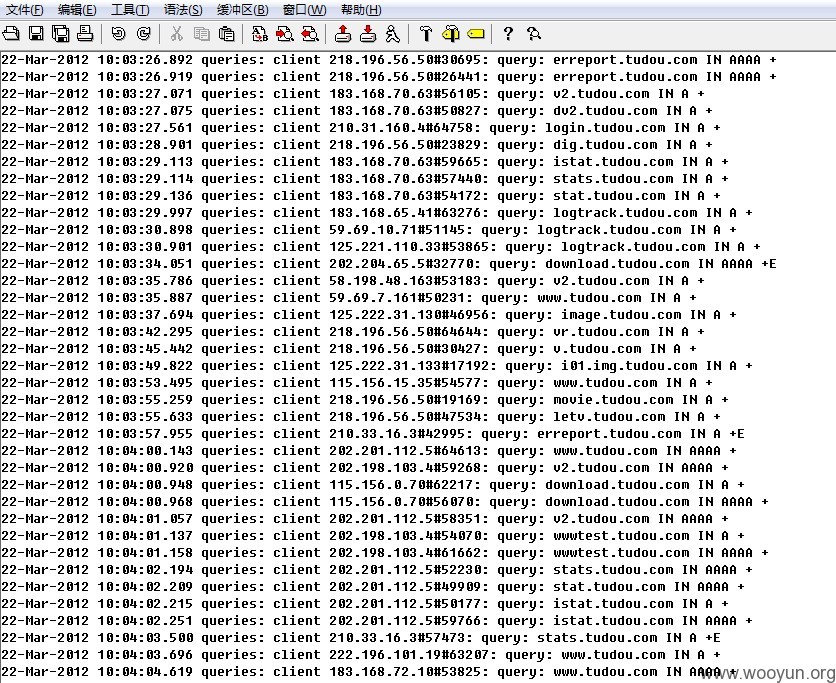 文件(F) 编辑(E) 工具(T) 语法(S) 缓冲区(B) 窗口(W) 帮助(H)
22-Mar-2012 10:03:26.892 queries: client 218.196.56.50#30695: query: erreport.tudou.com IN AAAA +
22-Mar-2012 10:03:26.919 queries: client 218.196.56.50#26441: query: erreport.tudou.com IN AAAA +
22-Mar-2012 10:03:27.071 queries: client 183.168.70.63#56105: query: v2.tudou.com IN A +
22-Mar-2012 10:03:27.075 queries: client 183.168.70.63#50827: query: dv2.tudou.com IN A +
22-Mar-2012 10:03:27.561 queries: client 210.31.160.4#64758: query: login.tudou.com IN A +
22-Mar-2012 10:03:28.901 queries: client 218.196.56.50#23829: query: dig.tudou.com IN A +
22-Mar-2012 10:03:29.113 queries: client 183.168.70.63#59665: query: istat.tudou.com IN A +
22-Mar-2012 10:03:29.114 queries: client 183.168.70.63#57440: query: stats.tudou.com IN A +
22-Mar-2012 10:03:29.136 queries: client 183.168.70.63#54172: query: stat.tudou.com IN A +
22-Mar-2012 10:03:29.997 queries: client 183.168.65.41#63276: query: logtrack.tudou.com IN A +
22-Mar-2012 10:03:30.898 queries: client 59.69.10.71#51145: query: logtrack.tudou.com IN A +
22-Mar-2012 10:03:30.901 queries: client 125.221.110.33#53865: query: logtrack.tudou.com IN A +
22-Mar-2012 10:03:34.051 queries: client 202.204.65.5#32770: query: download.tudou.com IN AAAA +E
22-Mar-2012 10:03:35.786 queries: client 58.198.48.163#53183: query: v2.tudou.com IN A +
22-Mar-2012 10:03:35.887 queries: client 59.69.7.161#50231: query: www.tudou.com IN A +
22-Mar-2012 10:03:37.694 queries: client 125.222.31.130#46956: query: image.tudou.com IN A +
22-Mar-2012 10:03:42.295 queries: client 218.196.56.50#64644: query: vr.tudou.com IN A +
22-Mar-2012 10:03:45.442 queries: client 218.196.56.50#30427: query: v.tudou.com IN A +
22-Mar-2012 10:03:49.822 queries: client 125.222.31.133#17192: query: i01.img.tudou.com IN A +
22-Mar-2012 10:03:53.495 queries: client 115.156.15.35#54577: query: www.tudou.com IN A +
22-Mar-2012 10:03:55.259 queries: client 218.196.56.50#19169: query: movie.tudou.com IN A +
22-Mar-2012 10:03:55.633 queries: client 218.196.56.50#47534: query: letv.tudou.com IN A +
22-Mar-2012 10:03:57.955 queries: client 210.33.16.3#42995: query: erreport.tudou.com IN A +E
22-Mar-2012 10:04:00.143 queries: client 202.201.112.5#64613: query: www.tudou.com IN AAAA +
22-Mar-2012 10:04:00.920 queries: client 202.198.103.4#59268: query: v2.tudou.com IN AAAA +
22-Mar-2012 10:04:00.948 queries: client 115.156.0.70#62217: query: download.tudou.com IN A +
22-Mar-2012 10:04:00.968 queries: client 115.156.0.70#56070: query: download.tudou.com IN AAAA +
22-Mar-2012 10:04:01.057 queries: client 202.201.112.5#58351: query: v2.tudou.com IN AAAA +
22-Mar-2012 10:04:01.137 queries: client 202.198.103.4#54070: query: wwwtest.tudou.com IN A +
22-Mar-2012 10:04:01.158 queries: client 202.198.103.4#61662: query: wwwtest.tudou.com IN AAAA +
22-Mar-2012 10:04:02.194 queries: client 202.201.112.5#52230: query: stats.tudou.com IN AAAA +
22-Mar-2012 10:04:02.209 queries: client 202.201.112.5#49909: query: stat.tudou.com IN AAAA +
22-Mar-2012 10:04:02.215 queries: client 202.201.112.5#50177: query: istat.tudou.com IN A +
22-Mar-2012 10:04:02.251 queries: client 202.201.112.5#59766: query: istat.tudou.com IN AAAA +
22-Mar-2012 10:04:03.500 queries: client 210.33.16.3#57473: query: stats.tudou.com IN A +E
22-Mar-2012 10:04:03.696 queries: client 222.196.101.19#63207: query: www.tudou.com IN A +
22-Mar-2012 10:04:04.619 queries: client 183.168.72.10#53825: query: www.tudou.com IN AAAA +
www.wooyun.org